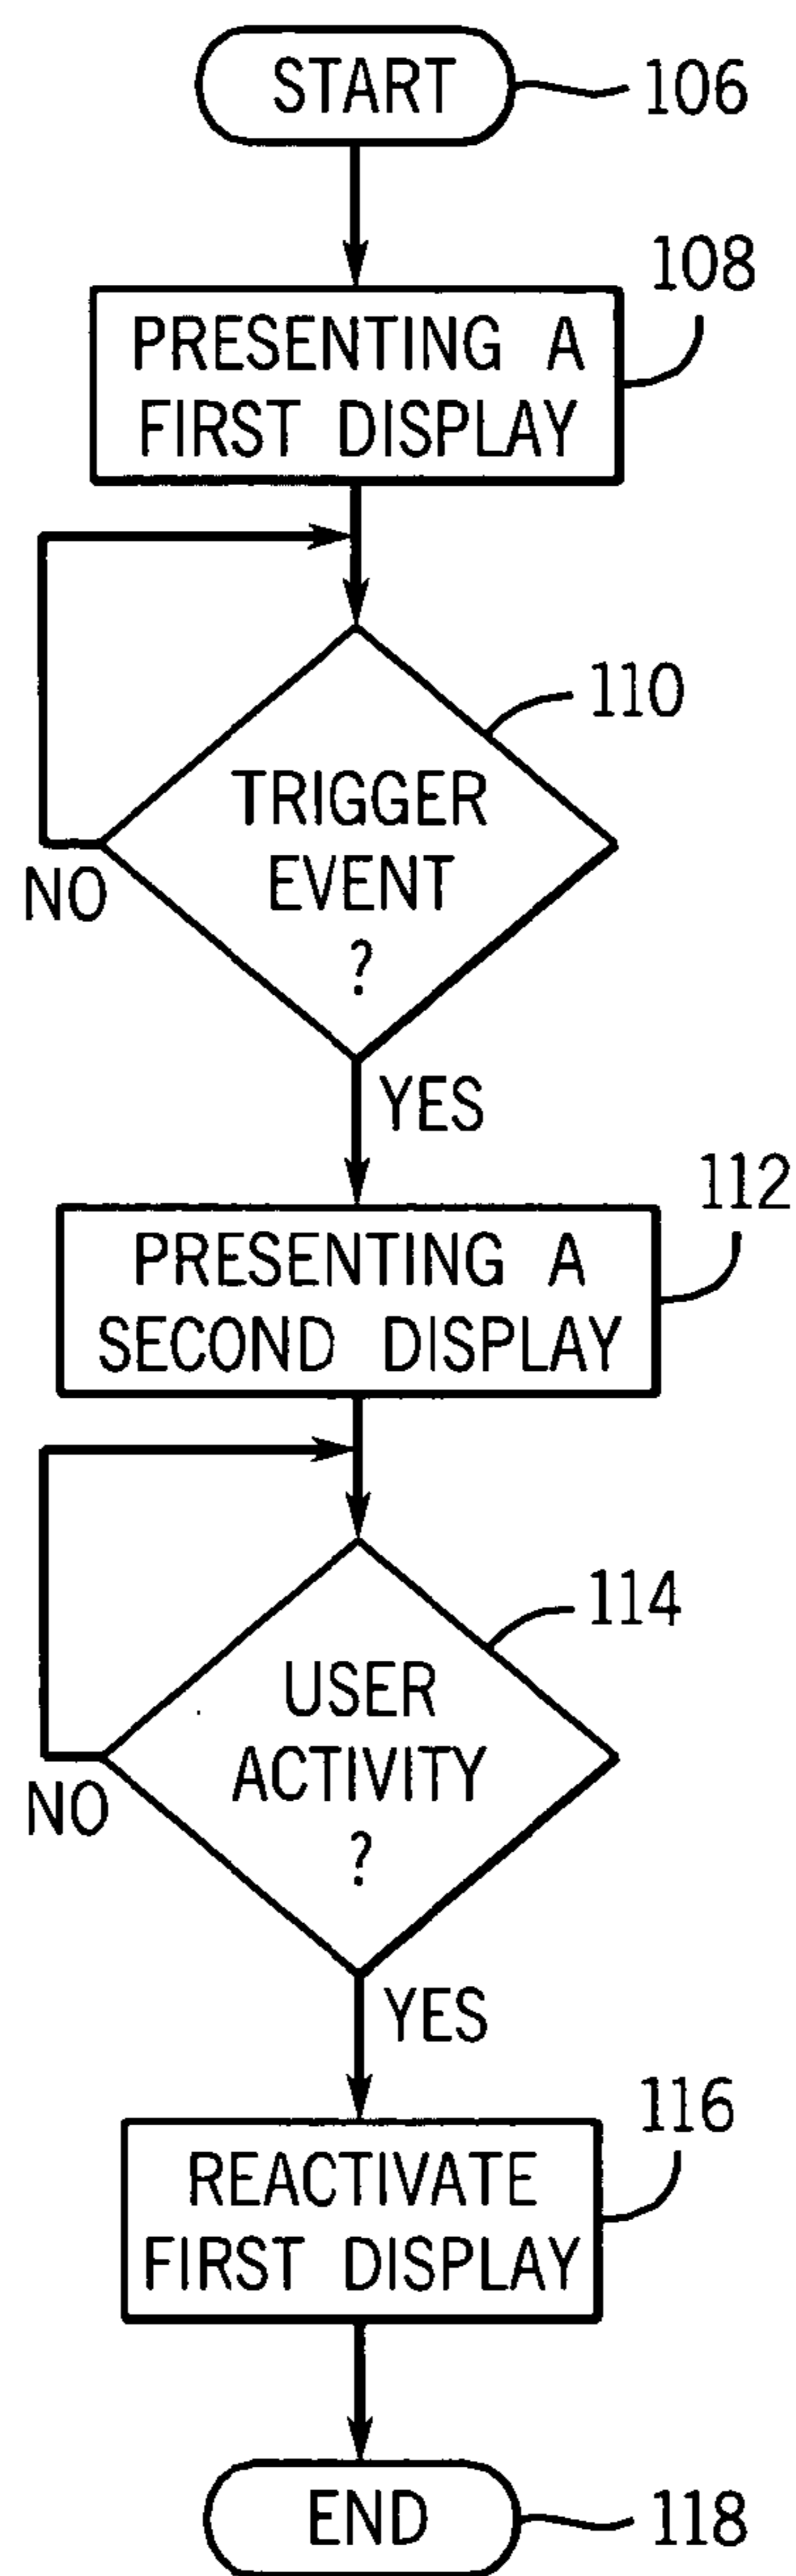 START
106
108
PRESENTING A
FIRST DISPLAY
110
TRIGGER
EVENT
?
NO
YES
112
PRESENTING A
SECOND DISPLAY
114
USER
ACTIVITY
?
NO
YES
116
REACTIVATE
FIRST DISPLAY
END
118